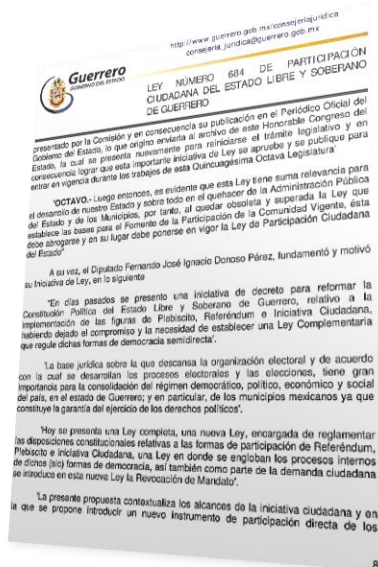 http://www.guerrero.gob.mx/consejeriajuridica
consejeria_juridica@guerrero.gob.mx
Guerrero
GOBIERNO DEL ESTADO
LEY NÚMERO 684 DE PARTICIPACIÓN
CIUDADANA DEL ESTADO LIBRE Y SOBERANO
DE GUERRERO
presentado por la Comisión y en consecuencia su publicación en el Periódico Oficial del
Gobierno del Estado, lo que origino enviarla al archivo de este Honorable Congreso del
Estado, la cual se presenta nuevamente para reiniciarse el trámite legislativo y en
consecuencia lograr que esta importante iniciativa de Ley se apruebe y se publique para
entrar en vigencia durante los trabajos de esta Quincuagésima Octava Legislatura'
'OCTAVO.- Luego entonces, es evidente que esta Ley tiene suma relevancia para
el desarrollo de nuestro Estado y sobre todo en el quehacer de la Administración Pública
del Estado y de los Municipios, por tanto, al quedar obsoleta y superada la Ley que
establece las bases para el Fomento de la Participación de la Comunidad Vigente, ésta
debe abrogarse y en su lugar debe ponerse en vigor la Ley de Participación Ciudadana
del Estado"
A su vez, el Diputado Fernando José Ignacio Donoso Pérez, fundamentó y motivó
su Iniciativa de Ley, en lo siguiente
"En días pasados se presento una iniciativa de decreto para reformar la
Constitución Política del Estado Libre y Soberano de Guerrero, relativo a la
implementación de las figuras de Plebiscito, Referéndum e Iniciativa Ciudadana,
habiendo dejado el compromiso y la necesidad de establecer una Ley Complementaria
que regule dichas formas de democracia semidirecta'.
'La base jurídica sobre la que descansa la organización electoral y de acuerdo
con la cual se desarrollan los procesos electorales y las elecciones, tiene gran
importancia para la consolidación del régimen democrático, político, económico y social
del país, en el estado de Guerrero; y en particular, de los municipios mexicanos ya que
constituye la garantía del ejercicio de los derechos políticos'.
'Hoy se presenta una Ley completa, una nueva Ley, encargada de reglamentar
las disposiciones constitucionales relativas a las formas de participación de Referéndum,
Plebiscito e Iniciativa Ciudadana, una Ley en donde se engloban los procesos internos
de dichos (sic) formas de democracia, así también como parte de la demanda ciudadana
se introduce en esta nueva Ley la Revocación de Mandato'.
'La presente propuesta contextualiza los alcances de la iniciativa ciudadana y en
la que se propone introducir un nuevo instrumento de participación directa de los
8